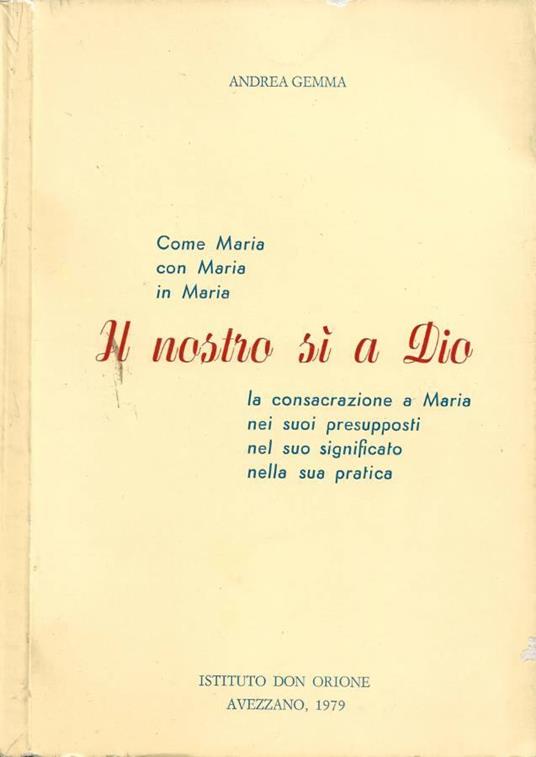 ANDREA GEMMA
Come Maria
con Maria
in Maria
Il nostro sì a Dio
la consacrazione a Maria
nei suoi presupposti
nel suo significato
nella sua pratica
ISTITUTO DON ORIONE
AVEZZANO, 1979